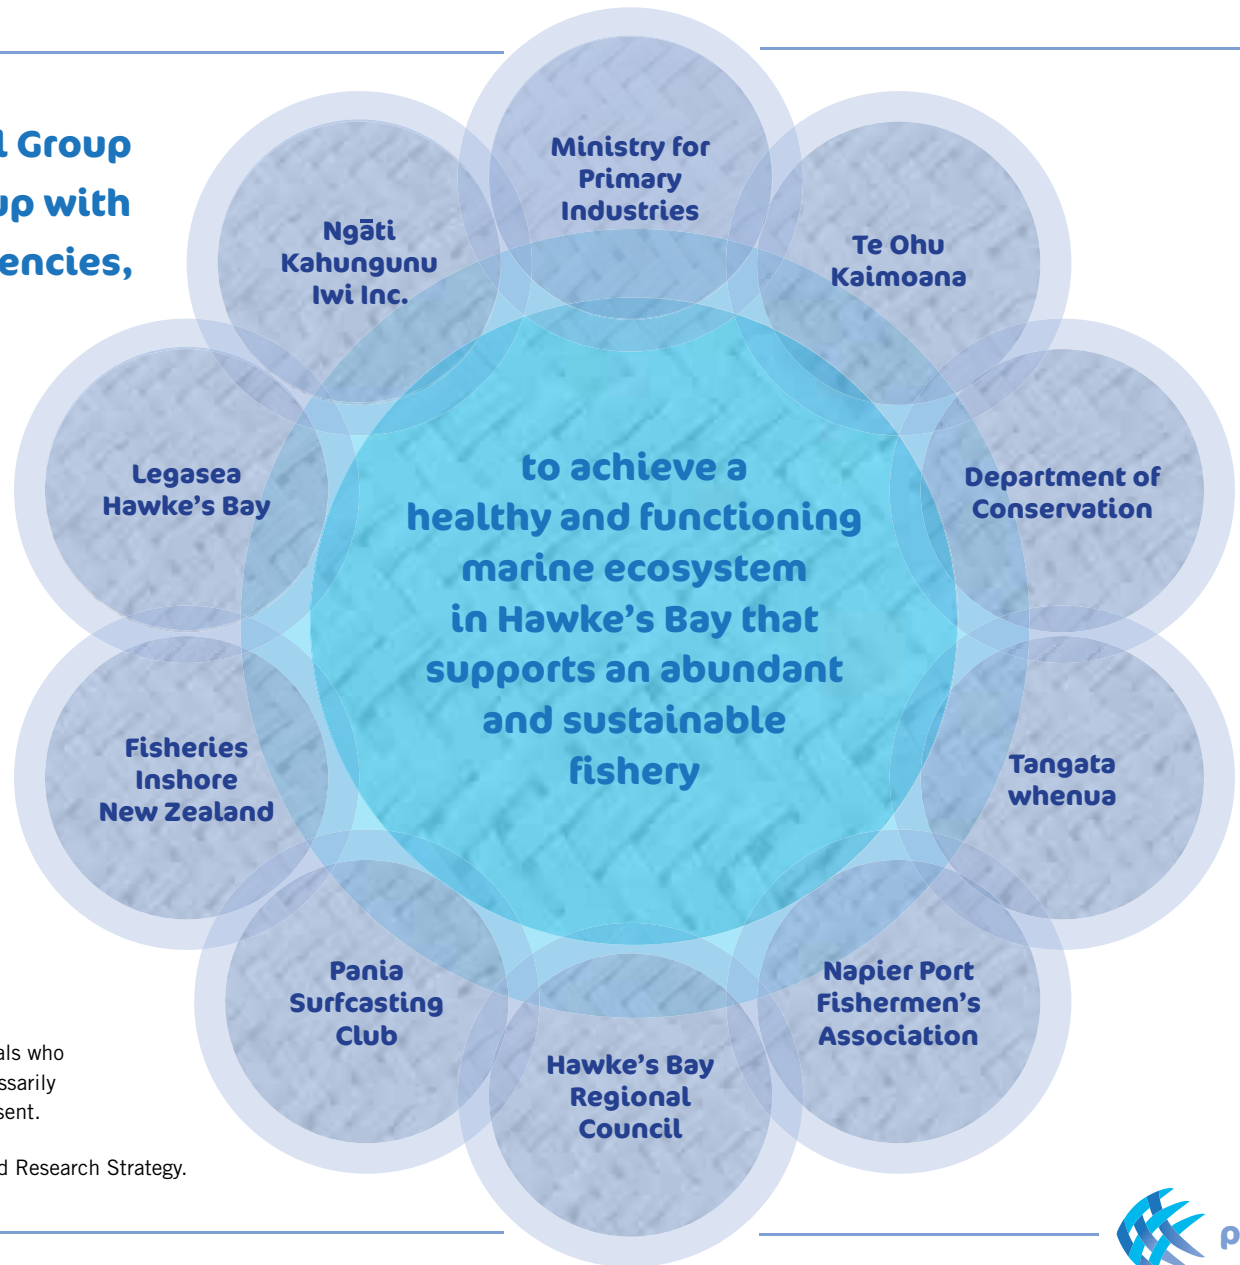 l Group
up with
encies,
Ministry for
Primary
Industries
Te Ohu
Kaimoana
Department of
Conservation
Tangata
whenua
Napier Port
Fishermen's
Association
Hawke's Bay
Regional
Council
Pania
Surfcasting
Club
Fisheries
Inshore
New Zealand
Legasea
Hawke's Bay
Ngāti
Kahungunu
Iwi Inc.
to achieve a
healthy and functioning
marine ecosystem
in Hawke's Bay that
supports an abundant
and sustainable
fishery
als who
ssarily
sent.
d Research Strategy.
p